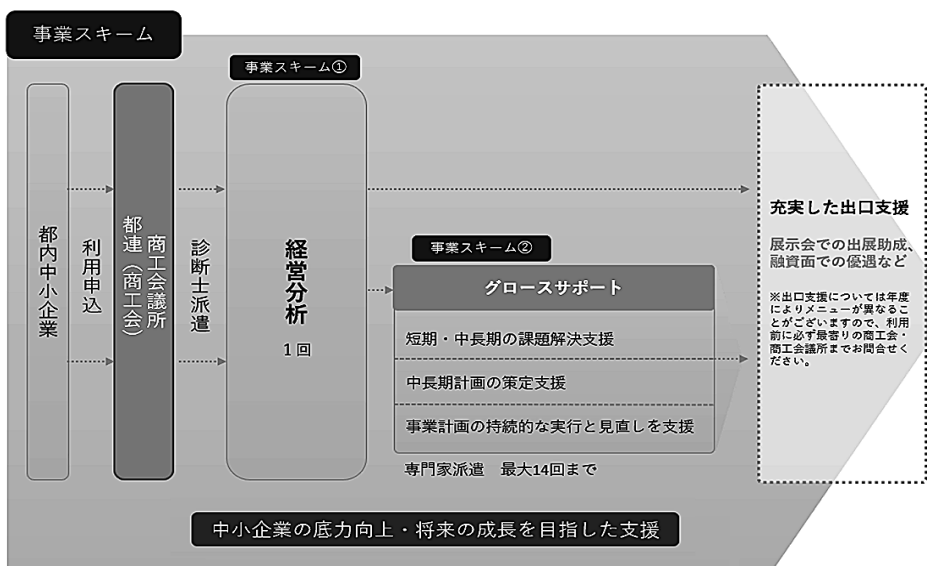 事業スキーム
事業スキーム①
都内中小企業
利用申込
商工会議所
都連（商工会）
診断士派遣
経営分析
1回
事業スキーム②
グロースサポート
短期・中長期の課題解決支援
中長期計画の策定支援
事業計画の持続的な実行と見直しを支援
専門家派遣　最大14回まで
充実した出口支援
展示会での出展助成、
融資面での優遇など
※出口支援については年度
によりメニューが異なるこ
とがございますので、利用
前に必ず最寄りの商工会・
商工会議所までお問合せく
ださい。
中小企業の底力向上・将来の成長を目指した支援